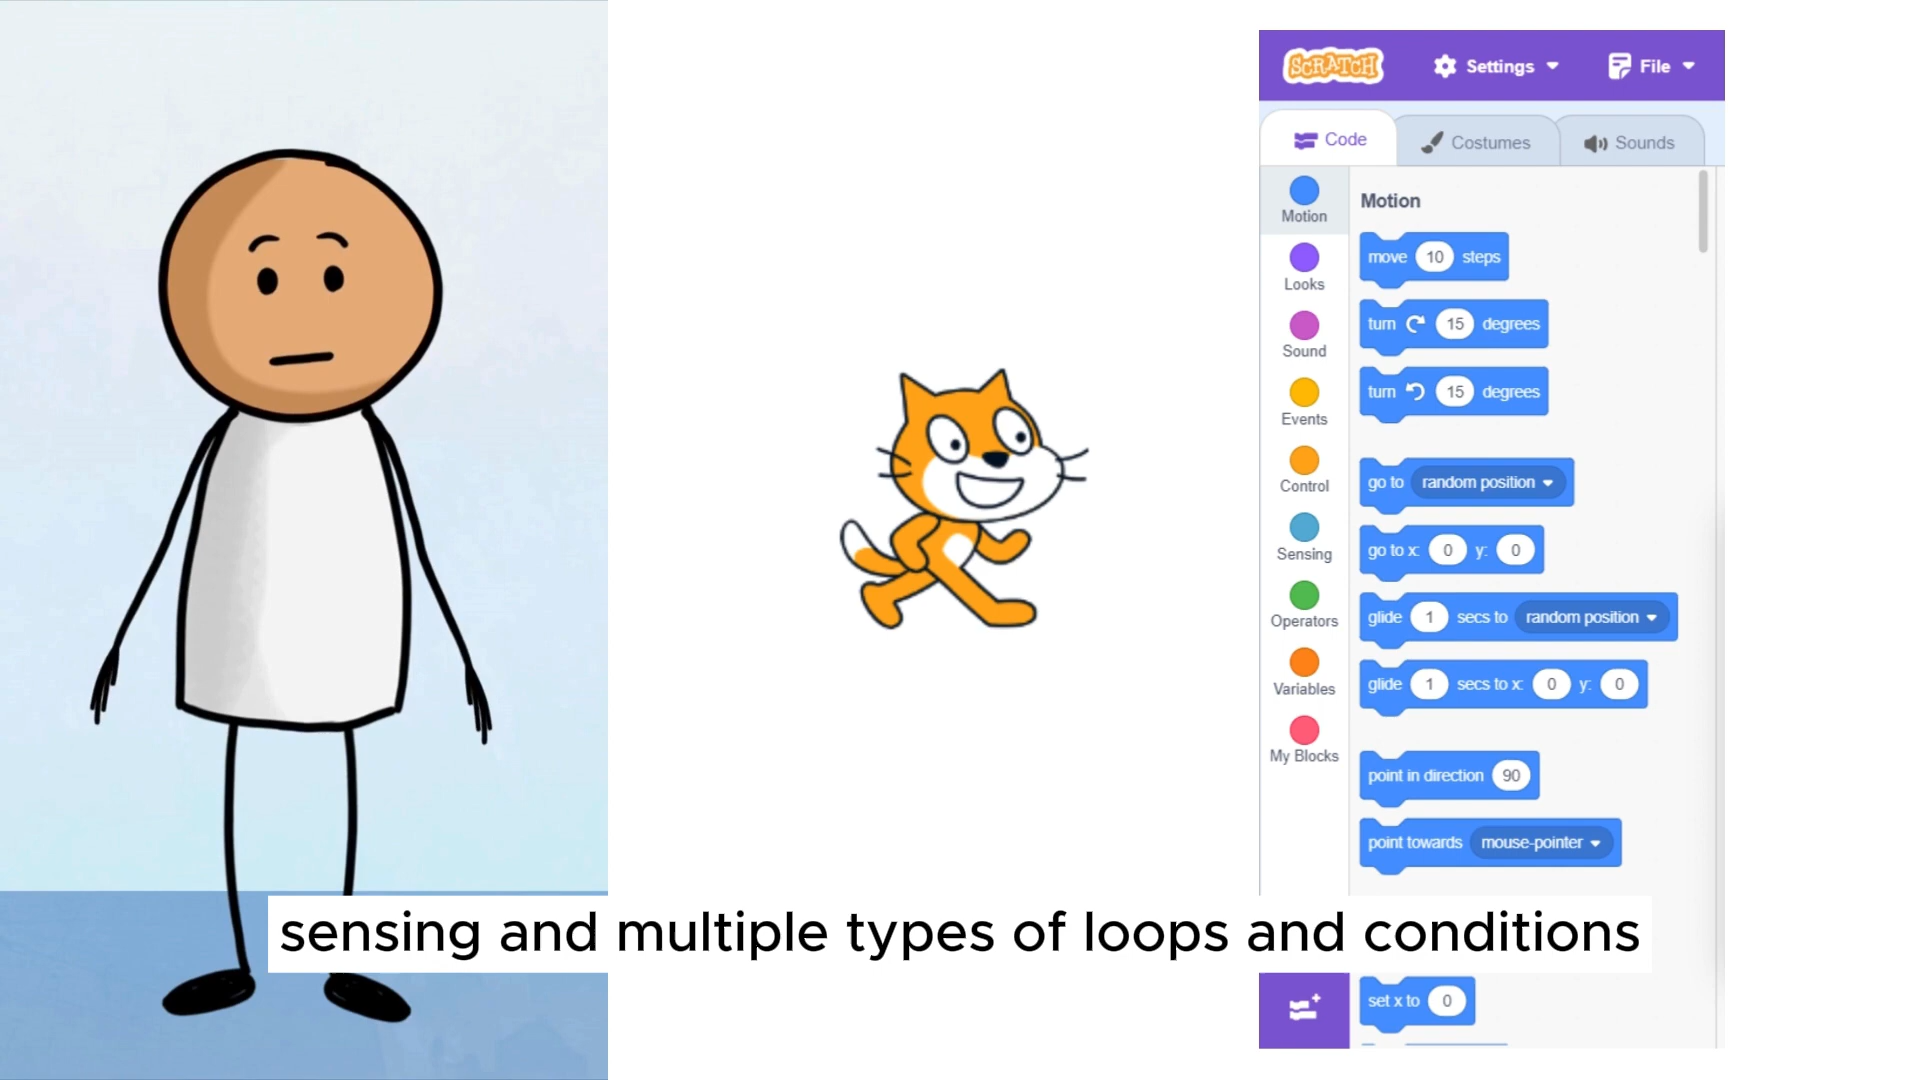 SCRATCH Settings File
Code Costumes Sounds
Motion
Looks
Sound
Events
Control
Sensing
Operators
Variables
My Blocks
Motion
move 10 steps
turn 15 degrees
turn 15 degrees
go to random position
go to x: 0 y: 0
glide 1 secs to random position
glide 1 secs to x: 0 y: 0
point in direction 90
point towards mouse-pointer
sensing and multiple types of loops and conditions
set x to 0